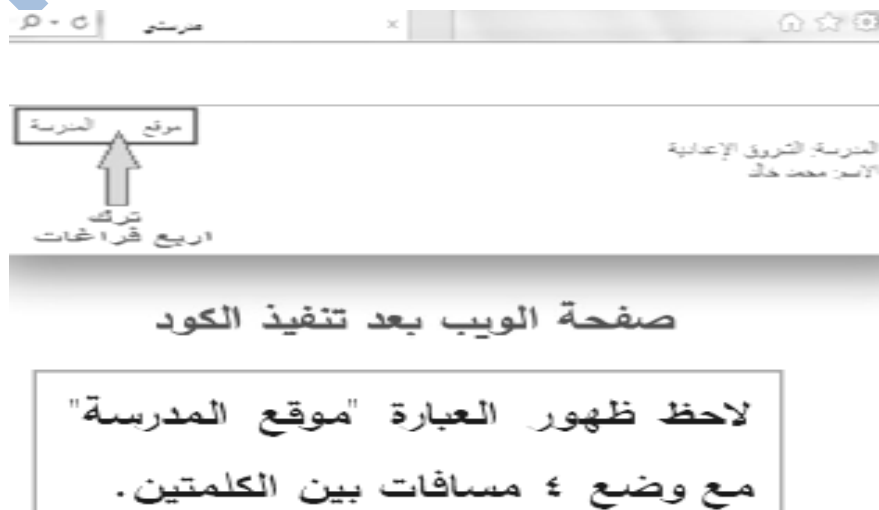 مدرستي
موقع المدرسة
المدرسة: الشروق الإعدادية
الاسم: محمد خالد
ترك
اربع فراغات
صفحة الويب بعد تنفيذ الكود
لاحظ ظهور العبارة "موقع المدرسة"
مع وضع ٤ مسافات بين الكلمتين.